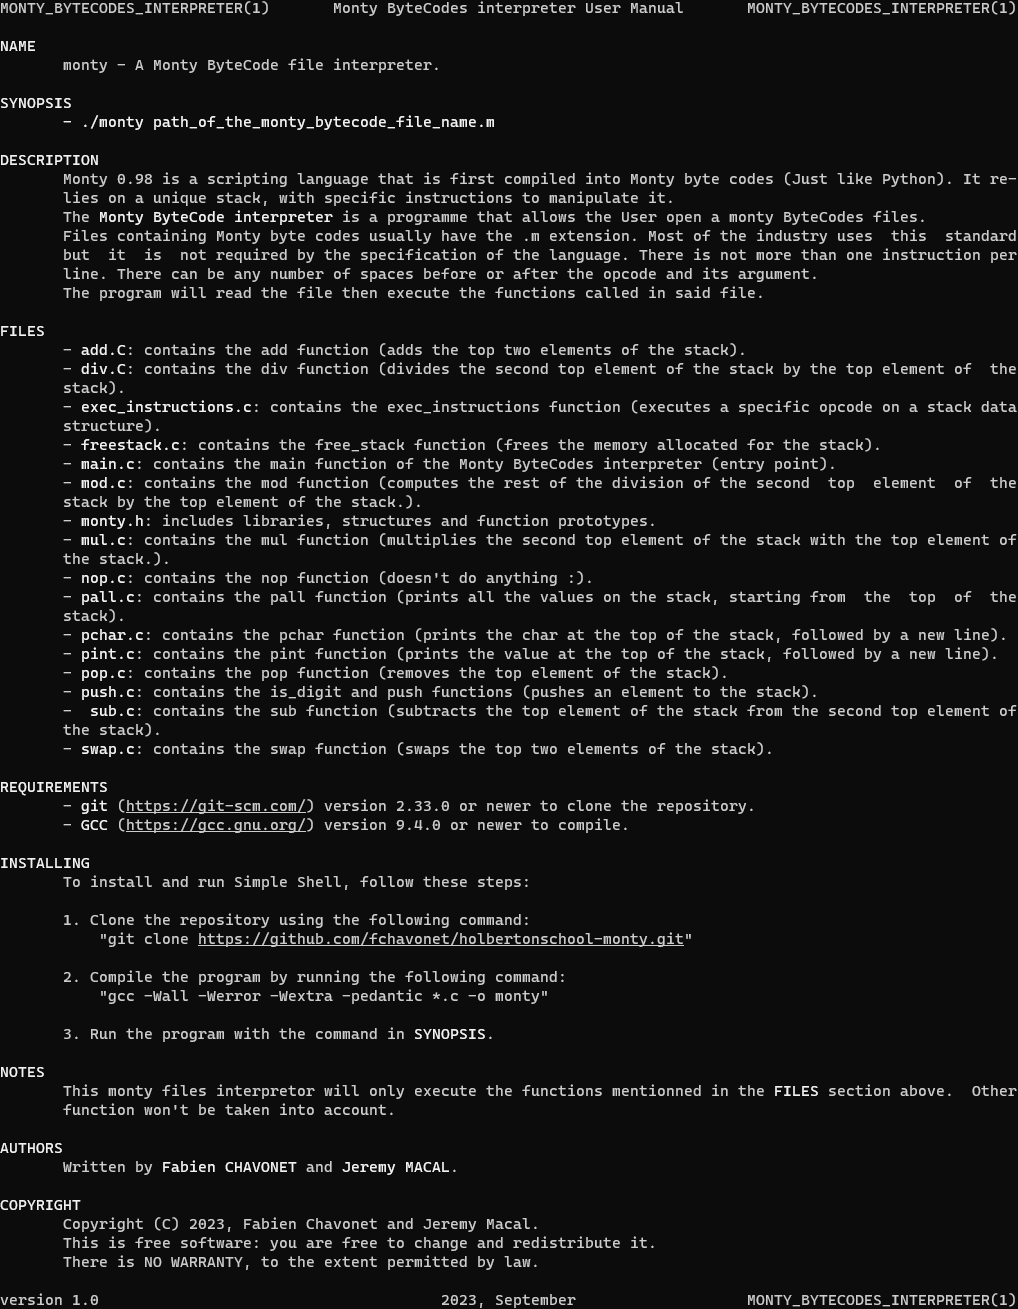 MONTY_BYTECODES_INTERPRETER(1)       Monty ByteCodes interpreter User Manual       MONTY_BYTECODES_INTERPRETER(1)
NAME
monty - A Monty ByteCode file interpreter.
SYNOPSIS
- ./monty path_of_the_monty_bytecode_file_name.m
DESCRIPTION
Monty 0.98 is a scripting language that is first compiled into Monty byte codes (Just like Python). It re-
lies on a unique stack, with specific instructions to manipulate it.
The Monty ByteCode interpreter is a programme that allows the User open a monty ByteCodes files.
Files containing Monty byte codes usually have the .m extension. Most of the industry uses  this  standard
but  it  is  not required by the specification of the language. There is not more than one instruction per
line. There can be any number of spaces before or after the opcode and its argument.
The program will read the file then execute the functions called in said file.
FILES
- add.C: contains the add function (adds the top two elements of the stack).
- div.C: contains the div function (divides the second top element of the stack by the top element of  the
stack).
- exec_instructions.c: contains the exec_instructions function (executes a specific opcode on a stack data
structure).
- freestack.c: contains the free_stack function (frees the memory allocated for the stack).
- main.c: contains the main function of the Monty ByteCodes interpreter (entry point).
- mod.c: contains the mod function (computes the rest of the division of the second  top  element  of  the
stack by the top element of the stack.).
- monty.h: includes libraries, structures and function prototypes.
- mul.c: contains the mul function (multiplies the second top element of the stack with the top element of
the stack.).
- nop.c: contains the nop function (doesn't do anything :).
- pall.c: contains the pall function (prints all the values on the stack, starting from  the  top  of  the
stack).
- pchar.c: contains the pchar function (prints the char at the top of the stack, followed by a new line).
- pint.c: contains the pint function (prints the value at the top of the stack, followed by a new line).
- pop.c: contains the pop function (removes the top element of the stack).
- push.c: contains the is_digit and push functions (pushes an element to the stack).
-  sub.c: contains the sub function (subtracts the top element of the stack from the second top element of
the stack).
- swap.c: contains the swap function (swaps the top two elements of the stack).
REQUIREMENTS
- git (https://git-scm.com/) version 2.33.0 or newer to clone the repository.
- GCC (https://gcc.gnu.org/) version 9.4.0 or newer to compile.
INSTALLING
To install and run Simple Shell, follow these steps:
1. Clone the repository using the following command:
"git clone https://github.com/fchavonet/holbertonschool-monty.git"
2. Compile the program by running the following command:
"gcc -Wall -Werror -Wextra -pedantic *.c -o monty"
3. Run the program with the command in SYNOPSIS.
NOTES
This monty files interpretor will only execute the functions mentionned in the FILES section above.  Other
function won't be taken into account.
AUTHORS
Written by Fabien CHAVONET and Jeremy MACAL.
COPYRIGHT
Copyright (C) 2023, Fabien Chavonet and Jeremy Macal.
This is free software: you are free to change and redistribute it.
There is NO WARRANTY, to the extent permitted by law.
version 1.0                                      2023, September                   MONTY_BYTECODES_INTERPRETER(1)